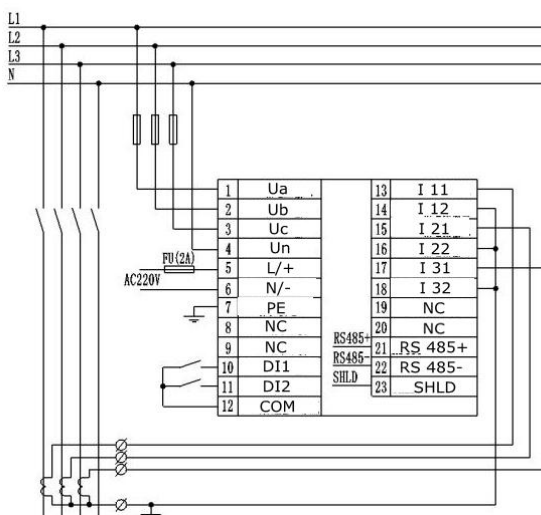 L1
L2
L3
N
1 Ua 13 I 11
2 Ub 14 I 12
3 Uc 15 I 21
4 Un 16 I 22
FU(2A) 5 L/+ 17 I 31
AC220V 6 N/- 18 I 32
7 PE 19 NC
8 NC 20 NC
9 NC RS485+ 21 RS 485+
10 DI1 RS485- 22 RS 485-
11 DI2 SHLD 23 SHLD
12 COM